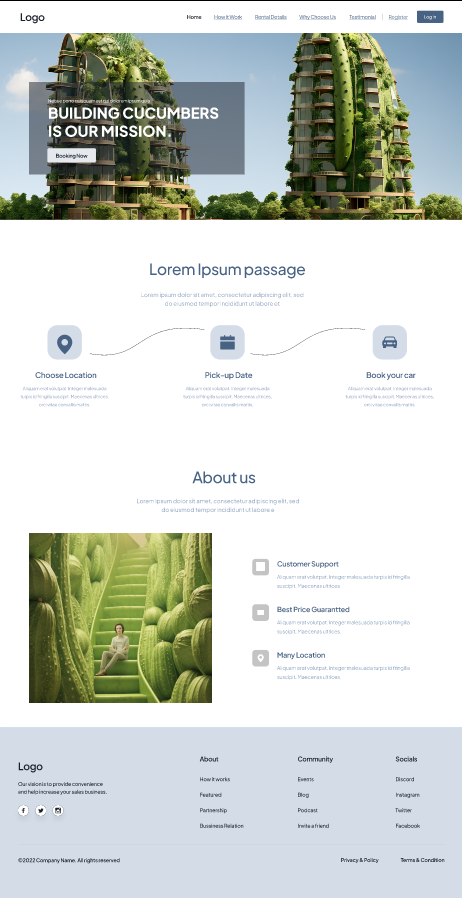 Logo
Home How it Work Rental Details Why Choose Us Testimonial Register Log in
BUILDING CUCUMBERS
IS OUR MISSION.
Booking Now
Lorem Ipsum passage
Lorem ipsum dolor sit amet, consectetur adipiscing elit, sed
do eiusmod tempor incididunt ut labore et
Choose Location
Pick-up Date
Book your car
Aliquam erat volutpat. Integer malesuada
turpis id fringilla suscipit. Maecenas ultrices,
orci vitae convallis mattis.
Aliquam erat volutpat. Integer malesuada
turpis id fringilla suscipit. Maecenas ultrices,
orci vitae convallis mattis.
Aliquam erat volutpat. Integer malesuada
turpis id fringilla suscipit. Maecenas ultrices,
orci vitae convallis mattis.
About us
Lorem ipsum dolor sit amet, consectetur adipiscing elit, sed
do eiusmod tempor incididunt ut labore e
Customer Support
Aliquam erat volutpat. Integer malesuada turpis id fringilla
suscipit. Maecenas ultrices
Best Price Guarantted
Aliquam erat volutpat. Integer malesuada turpis id fringilla
suscipit. Maecenas ultrices
Many Location
Aliquam erat volutpat. Integer malesuada turpis id fringilla
suscipit. Maecenas ultrices
Logo
Our vision is to provide convenience
and help increase your sales business.
About
How it works
Featured
Partnership
Bussiness Relation
Community
Events
Blog
Podcast
Invite a friend
Socials
Discord
Instagram
Twitter
Facebook
©2022 Company Name. All rights reserved
Privacy & Policy
Terms & Condition